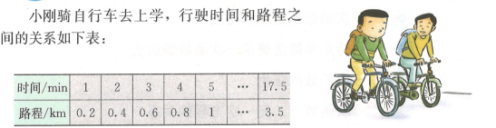 小刚骑自行车去上学，行驶时间和路程之
间的关系如下表：
时间/min 1 2 3 4 5 … 17.5
路程/km 0.2 0.4 0.6 0.8 1 … 3.5